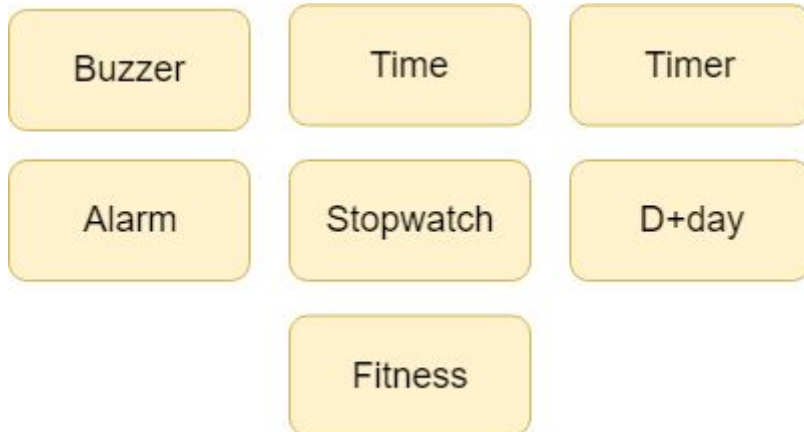 Buzzer
Time
Timer
Alarm
Stopwatch
D+day
Fitness